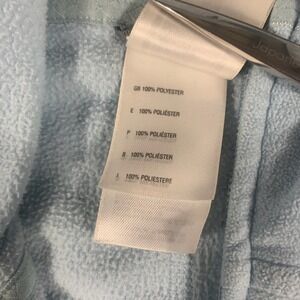 GB 100% POLYESTER
E 100% POLIÉSTER
P 100% POLIÉSTER
100% POLIÉSTER
100% POLIESTERE